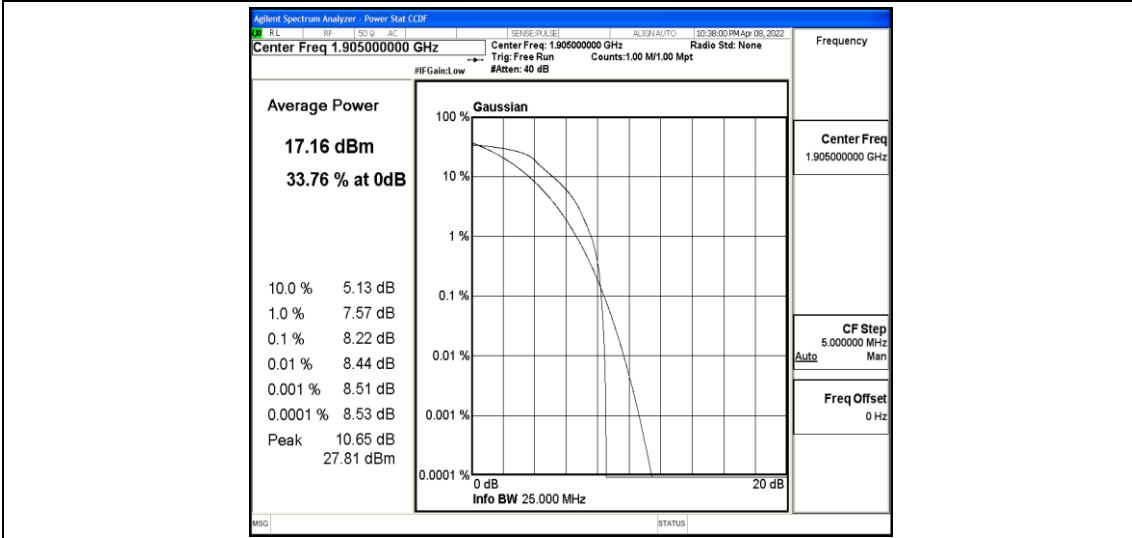 Agilent Spectrum Analyzer - Power Stat CCDF
RL RF 50 Ω AC SENSE:PULSE ALIGN AUTO 10:38:00 PM Apr 08, 2022
Center Freq 1.905000000 GHz
Center Freq: 1.905000000 GHz Radio Std: None
Trig: Free Run Counts:1.00 M/1.00 Mpt
#IFGain:Low #Atten: 40 dB
Frequency
Center Freq
1.905000000 GHz
CF Step
5.000000 MHz
Auto Man
Freq Offset
0 Hz
Average Power
17.16 dBm
33.76 % at 0dB
10.0 % 5.13 dB
1.0 % 7.57 dB
0.1 % 8.22 dB
0.01 % 8.44 dB
0.001 % 8.51 dB
0.0001 % 8.53 dB
Peak 10.65 dB
27.81 dBm
Gaussian
100 %
10 %
1 %
0.1 %
0.01 %
0.001 %
0.0001 %
0 dB 20 dB
Info BW 25.000 MHz
MSG STATUS